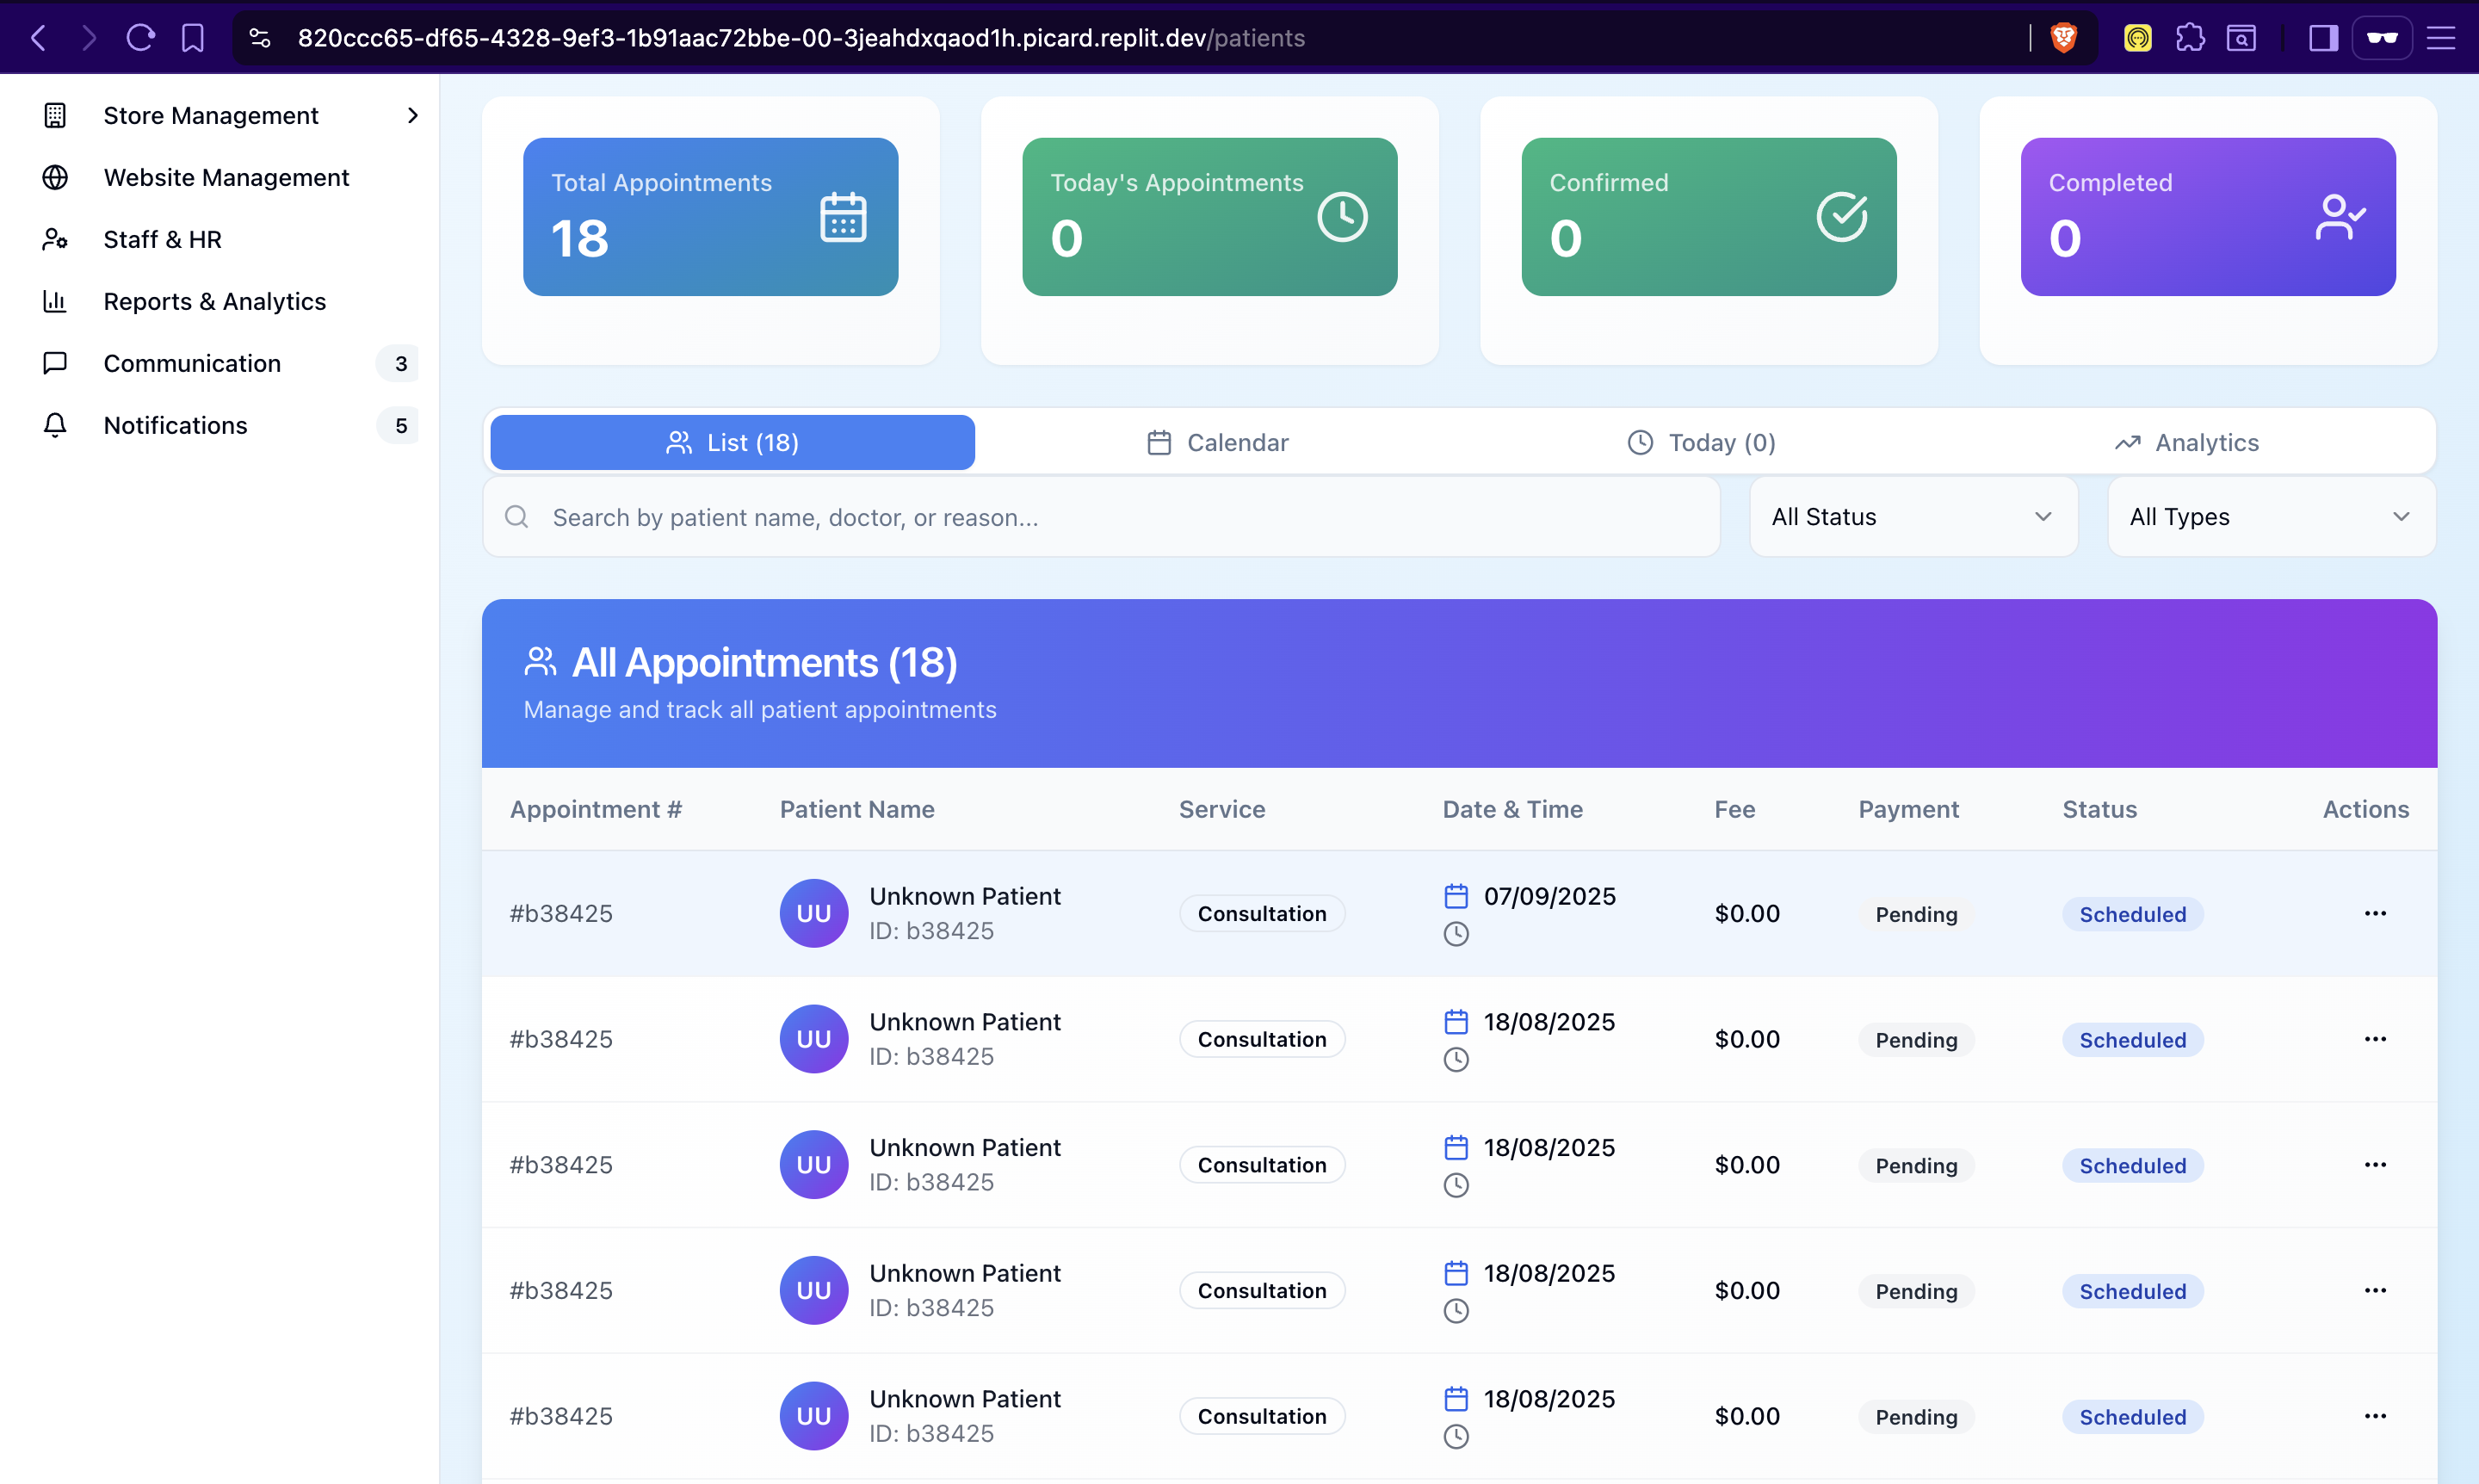 820ccc65-df65-4328-9ef3-1b91aac72bbe-00-3jeahdxqaod1h.picard.replit.dev/patients
Store Management
Website Management
Staff & HR
Reports & Analytics
Communication 3
Notifications 5
Total Appointments
18
Today's Appointments
0
Confirmed
0
Completed
0
List (18)
Calendar
Today (0)
Analytics
Search by patient name, doctor, or reason...
All Status
All Types
All Appointments (18)
Manage and track all patient appointments
Appointment # Patient Name Service Date & Time Fee Payment Status Actions
#b38425 UU Unknown Patient Consultation 07/09/2025 $0.00 Pending Scheduled ...
ID: b38425
#b38425 UU Unknown Patient Consultation 18/08/2025 $0.00 Pending Scheduled ...
ID: b38425
#b38425 UU Unknown Patient Consultation 18/08/2025 $0.00 Pending Scheduled ...
ID: b38425
#b38425 UU Unknown Patient Consultation 18/08/2025 $0.00 Pending Scheduled ...
ID: b38425
#b38425 UU Unknown Patient Consultation 18/08/2025 $0.00 Pending Scheduled ...
ID: b38425